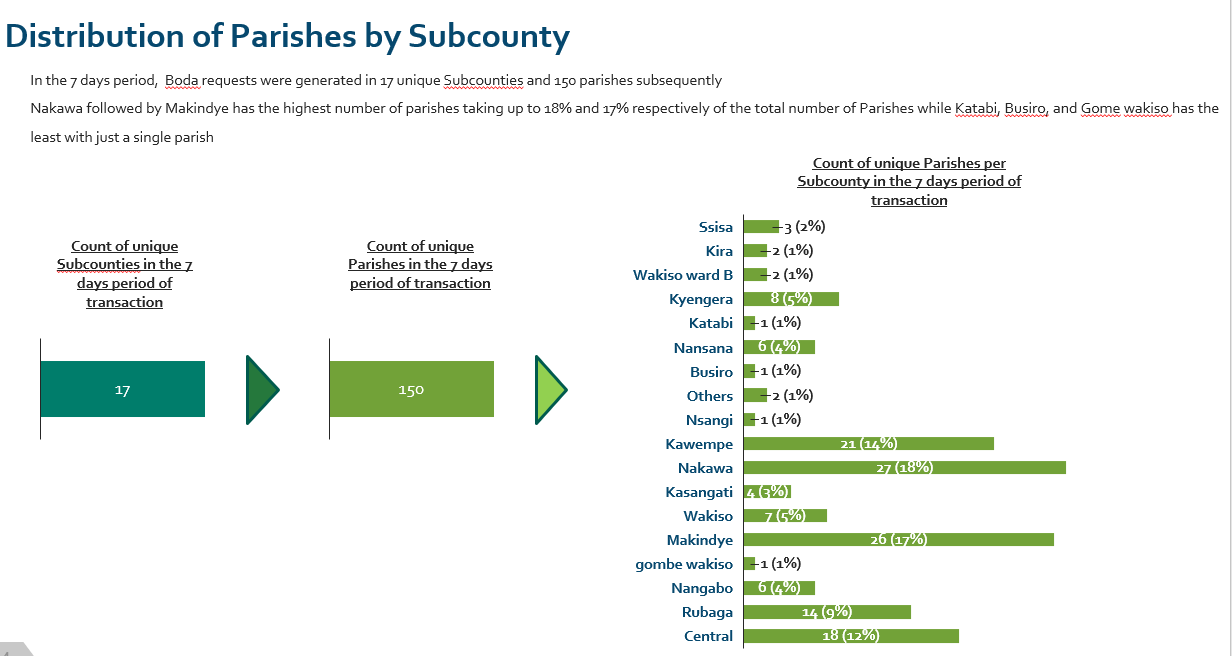 Distribution of Parishes by Subcounty
In the 7 days period,  Boda requests were generated in 17 unique Subcounties and 150 parishes subsequently
Nakawa followed by Makindye has the highest number of parishes taking up to 18% and 17% respectively of the total number of Parishes while Katabi, Busiro, and Gome wakiso has the
least with just a single parish
Count of unique
Subcounties in the 7
days period of
transaction
17
Count of unique
Parishes in the 7 days
period of transaction
150
Count of unique Parishes per
Subcounty in the 7 days period of
transaction
Ssisa 3 (2%)
Kira 2 (1%)
Wakiso ward B 2 (1%)
Kyengera 8 (5%)
Katabi 1 (1%)
Nansana 6 (4%)
Busiro 1 (1%)
Others 2 (1%)
Nsangi 1 (1%)
Kawempe 21 (14%)
Nakawa 27 (18%)
Kasangati 4 (3%)
Wakiso 7 (5%)
Makindye 26 (17%)
gombe wakiso 1 (1%)
Nangabo 6 (4%)
Rubaga 14 (9%)
Central 18 (12%)